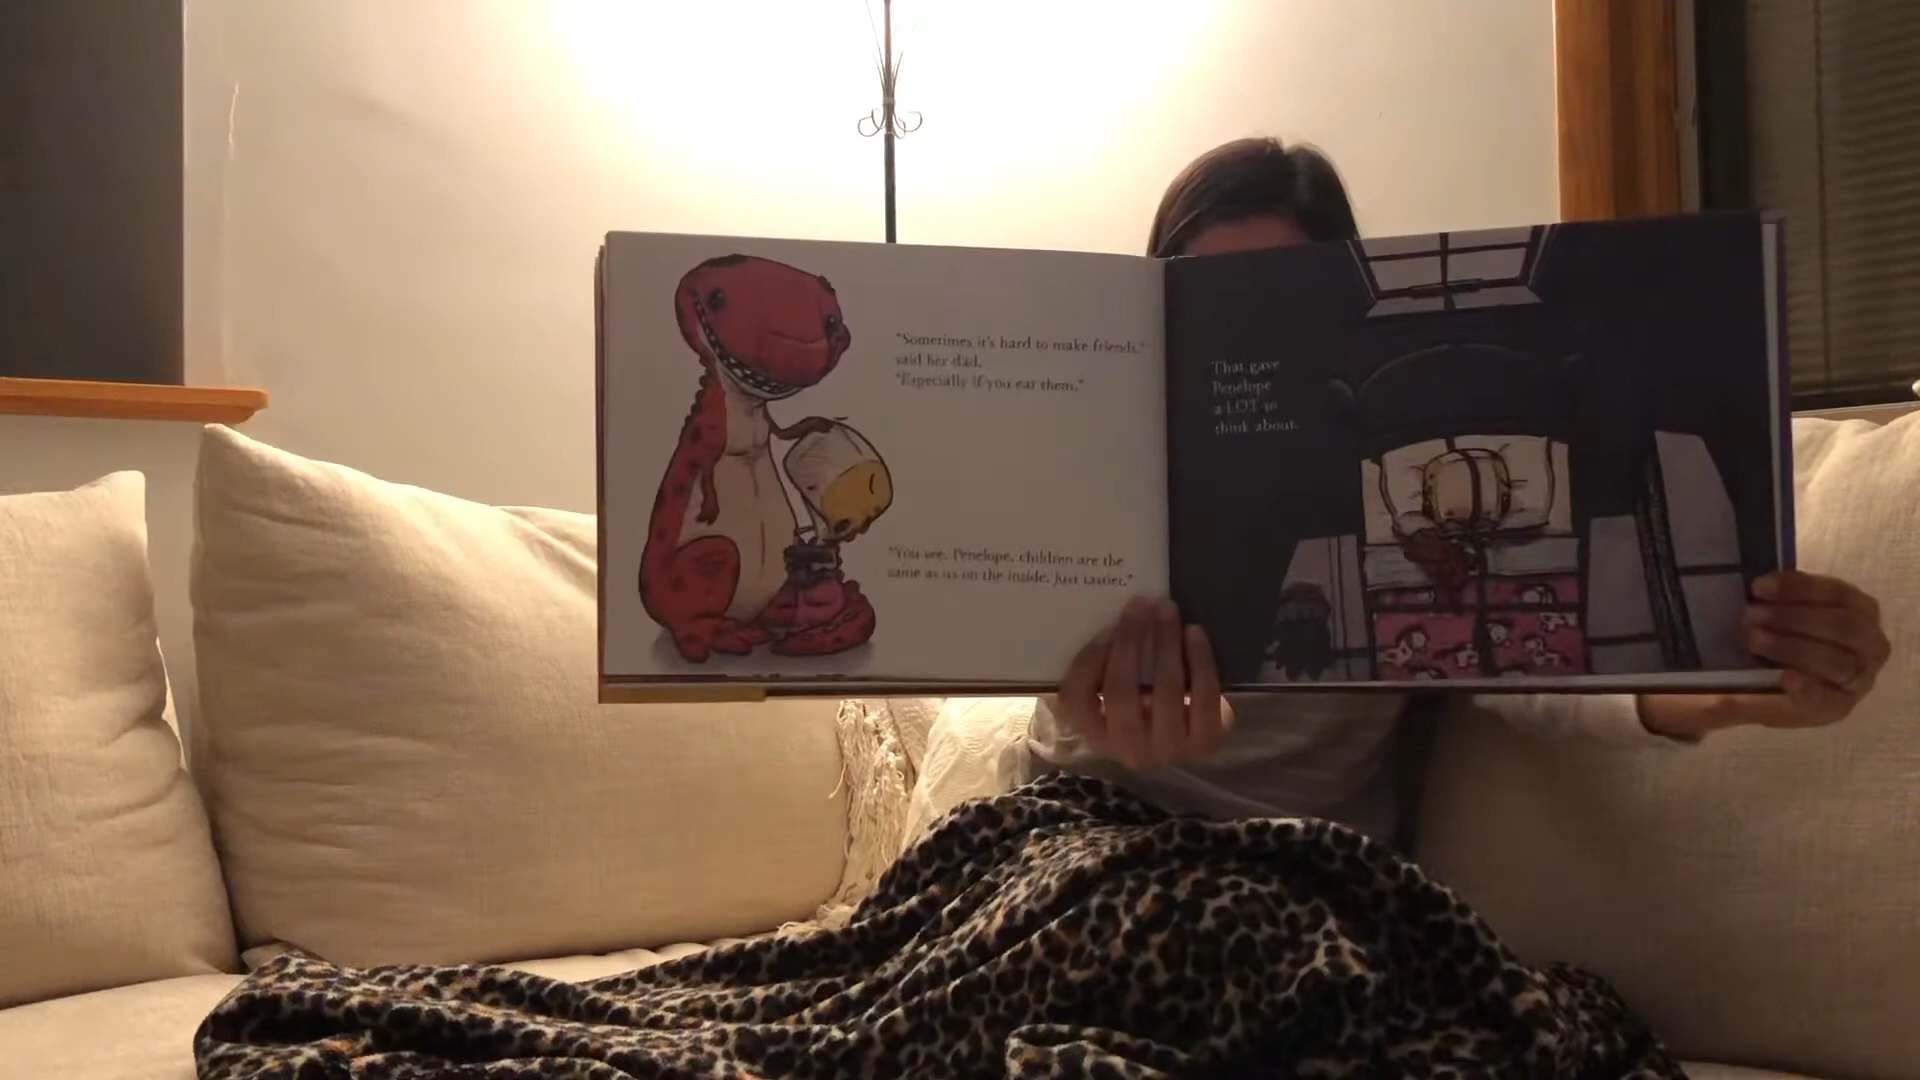 "Sometimes it's hard to make friends,"
said her dad.
"Especially if you eat them."
"You see, Penelope, children are the
same as us on the inside. Just tastier."
That gave
Penelope
a LOT to
think about.